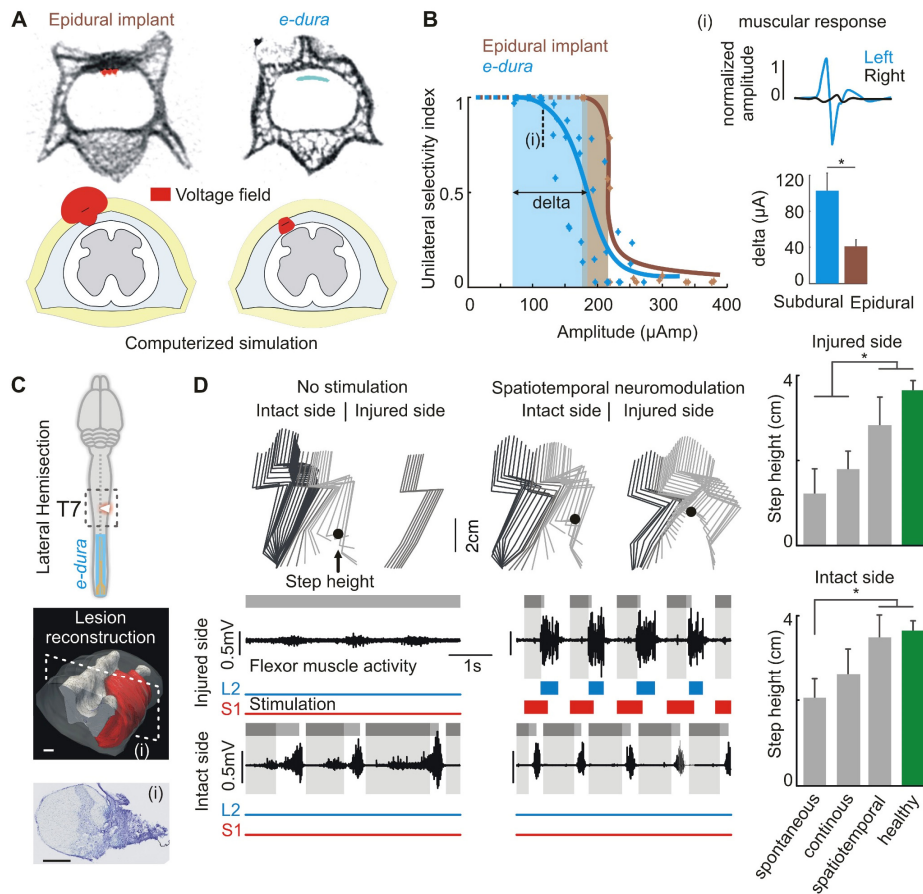 A
Epidural implant
e-dura
Voltage field
Computerized simulation
B
Epidural implant
e-dura
Unilateral selectivity index
1
0.5
0
(i)
delta
0
100
200
300
400
Amplitude (µAmp)
(i) muscular response
normalized
amplitude
Left
Right
delta (µA)
120
80
40
0
*
Subdural
Epidural
C
Lateral Hemisection
T7
e-dura
Lesion
reconstruction
(i)
(i)
D
No stimulation
Intact side | Injured side
Spatiotemporal neuromodulation
Intact side | Injured side
Step height
2cm
Injured side
0.5mV
Flexor muscle activity
1s
L2
S1
Stimulation
Intact side
0.5mV
L2
S1
Injured side
Step height (cm)
4
0
*
Intact side
Step height (cm)
4
0
*
spontaneous
continous
spatiotemporal
healthy